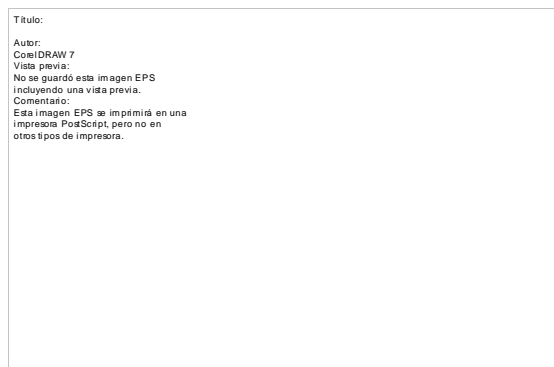 Título:
Autor:
CorelDRAW 7
Vista previa:
No se guardó esta imagen EPS
incluyendo una vista previa.
Comentario:
Esta imagen EPS se imprimirá en una
impresora PostScript, pero no en
otros tipos de impresora.